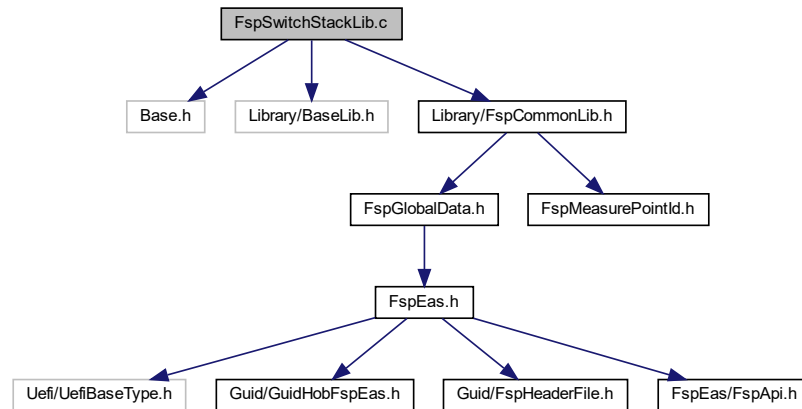 FspSwitchStackLib.c
Base.h
Library/BaseLib.h
Library/FspCommonLib.h
FspGlobalData.h
FspMeasurePointId.h
FspEas.h
Uefi/UefiBaseType.h
Guid/GuidHobFspEas.h
Guid/FspHeaderFile.h
FspEas/FspApi.h